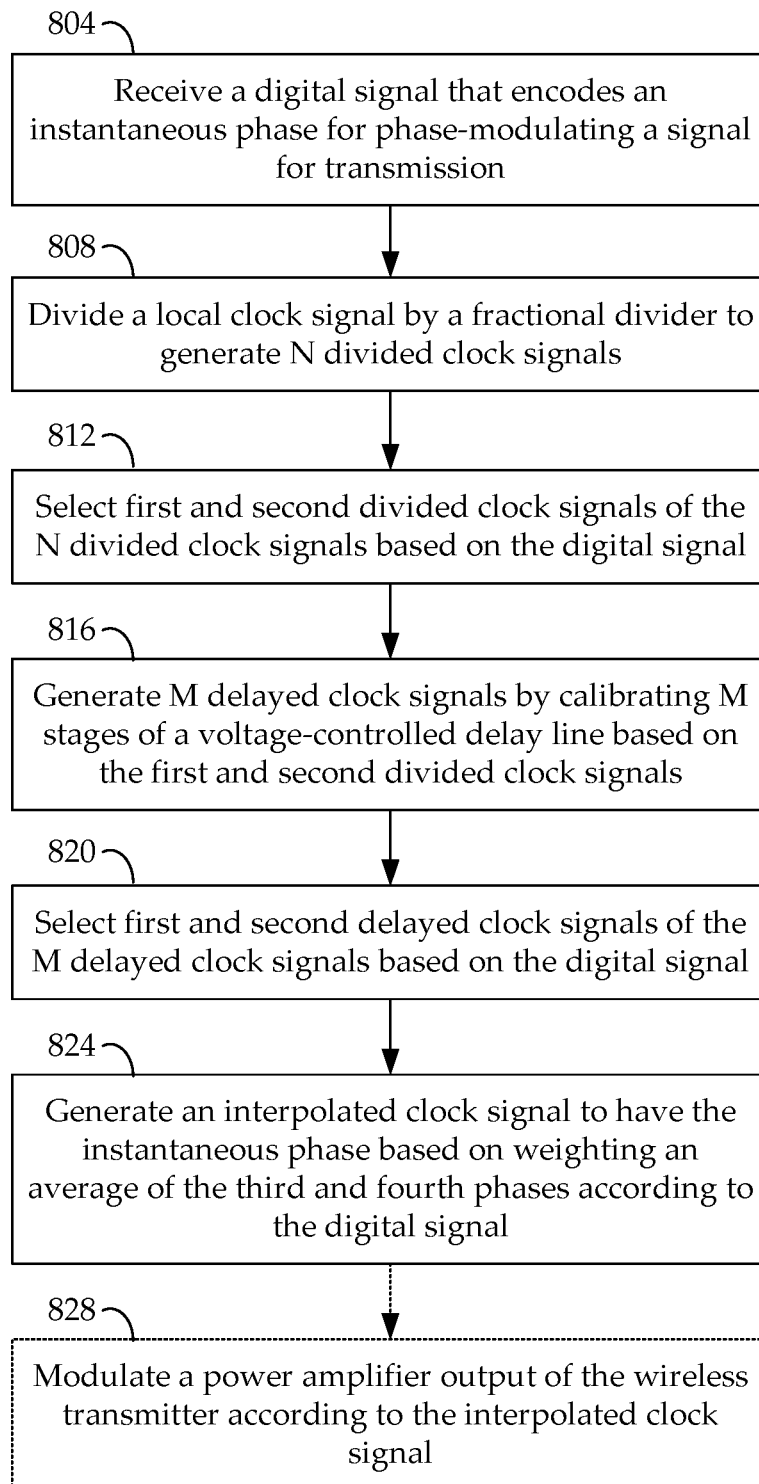 804
Receive a digital signal that encodes an
instantaneous phase for phase-modulating a signal
for transmission
808
Divide a local clock signal by a fractional divider to
generate N divided clock signals
812
Select first and second divided clock signals of the
N divided clock signals based on the digital signal
816
Generate M delayed clock signals by calibrating M
stages of a voltage-controlled delay line based on
the first and second divided clock signals
820
Select first and second delayed clock signals of the
M delayed clock signals based on the digital signal
824
Generate an interpolated clock signal to have the
instantaneous phase based on weighting an
average of the third and fourth phases according to
the digital signal
828
Modulate a power amplifier output of the wireless
transmitter according to the interpolated clock
signal